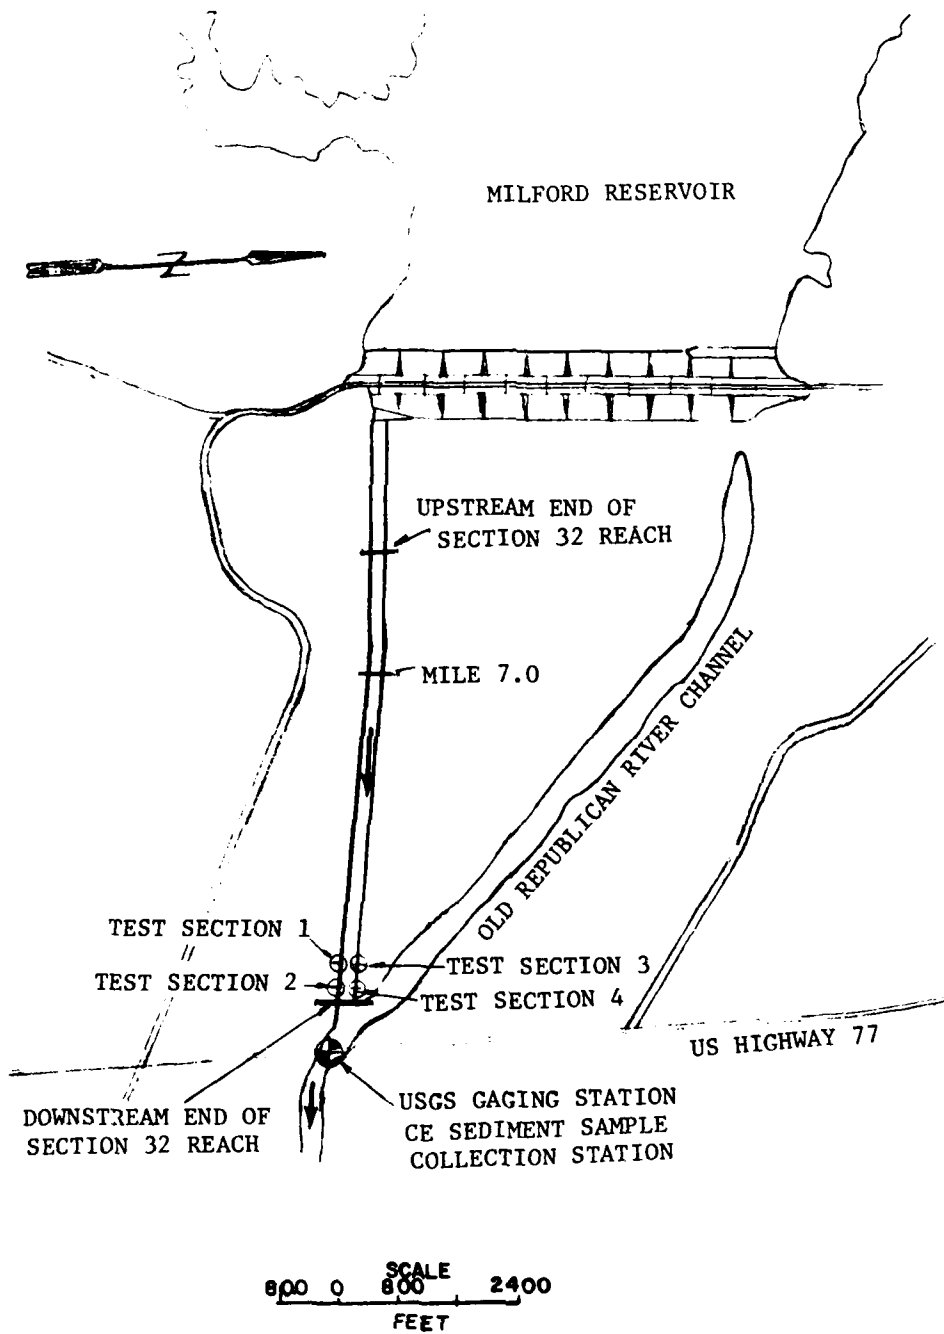 MILFORD RESERVOIR
Z
UPSTREAM END OF
SECTION 32 REACH
MILE 7.0
OLD REPUBLICAN RIVER CHANNEL
TEST SECTION 1
TEST SECTION 3
TEST SECTION 2
TEST SECTION 4
US HIGHWAY 77
DOWNSTREAM END OF
SECTION 32 REACH
USGS GAGING STATION
CE SEDIMENT SAMPLE
COLLECTION STATION
SCALE
800 0 800 2400
FEET